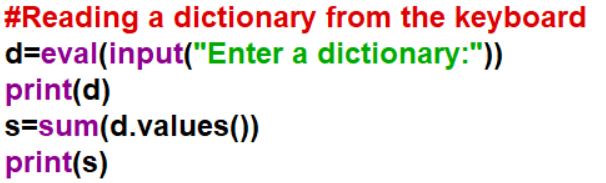 #Reading a dictionary from the keyboard
d=eval(input("Enter a dictionary:"))
print(d)
s=sum(d.values())
print(s)